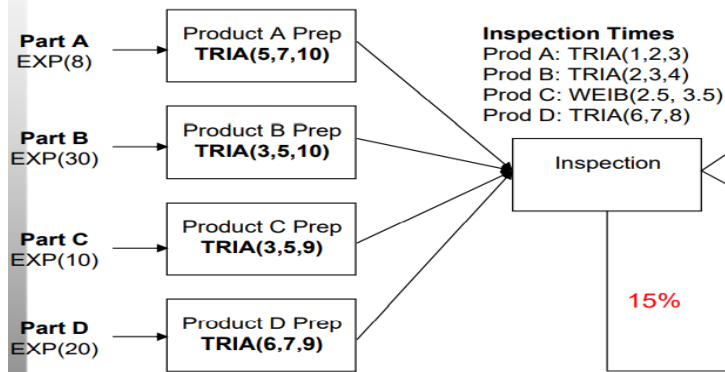 Part A
EXP(8)
Product A Prep
TRIA(5,7,10)
Part B
EXP(30)
Product B Prep
TRIA(3,5,10)
Part C
EXP(10)
Product C Prep
TRIA(3,5,9)
Part D
EXP(20)
Product D Prep
TRIA(6,7,9)
Inspection Times
Prod A: TRIA(1,2,3)
Prod B: TRIA(2,3,4)
Prod C: WEIB(2.5, 3.5)
Prod D: TRIA(6,7,8)
Inspection
15%